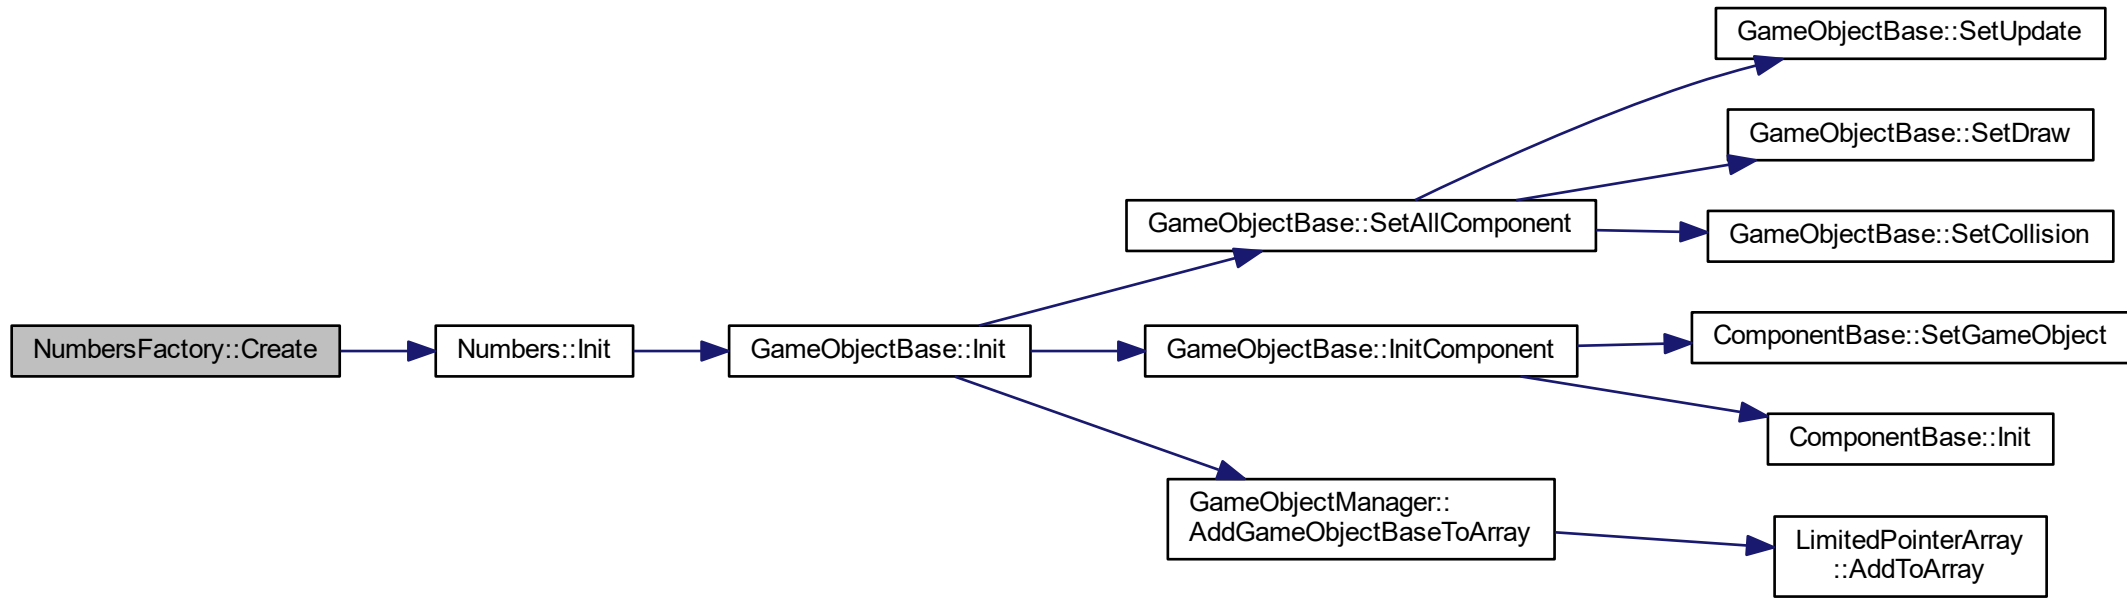 GameObjectBase::SetUpdate
GameObjectBase::SetDraw
GameObjectBase::SetAllComponent
GameObjectBase::SetCollision
NumbersFactory::Create
Numbers::Init
GameObjectBase::Init
GameObjectBase::InitComponent
ComponentBase::SetGameObject
ComponentBase::Init
GameObjectManager::
AddGameObjectBaseToArray
LimitedPointerArray
::AddToArray